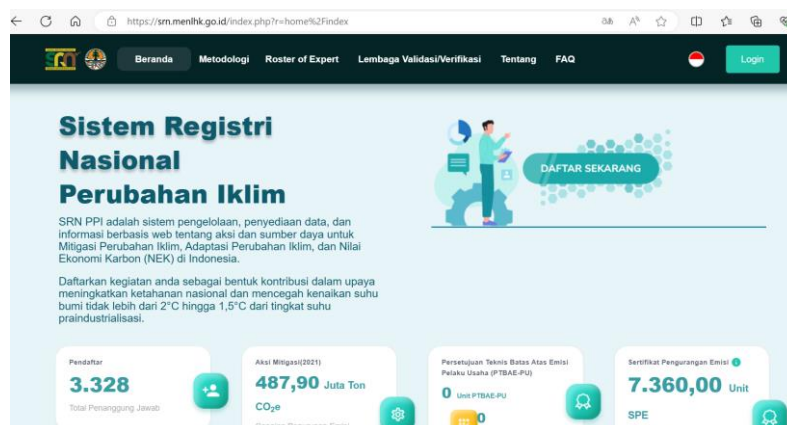 https://srn.menlhk.go.id/index.php?r=home%2Findex
SRN
Beranda Metodologi Roster of Expert Lembaga Validasi/Verifikasi Tentang FAQ Login
Sistem Registri
Nasional
Perubahan Iklim
SRN PPI adalah sistem pengelolaan, penyediaan data, dan
informasi berbasis web tentang aksi dan sumber daya untuk
Mitigasi Perubahan Iklim, Adaptasi Perubahan Iklim, dan Nilai
Ekonomi Karbon (NEK) di Indonesia.
Daftarkan kegiatan anda sebagai bentuk kontribusi dalam upaya
meningkatkan ketahanan nasional dan mencegah kenaikan suhu
bumi tidak lebih dari 2°C hingga 1,5°C dari tingkat suhu
praindustrialisasi.
DAFTAR SEKARANG
Pendaftar
3.328
Total Penanggung Jawab
Aksi Mitigasi(2021)
487,90 Juta Ton
CO₂e
Persetujuan Teknis Batas Atas Emisi
Pelaku Usaha (PTBAE-PU)
0 Unit PTBAE-PU
0
Sertifikat Pengurangan Emisi
7.360,00 Unit
SPE